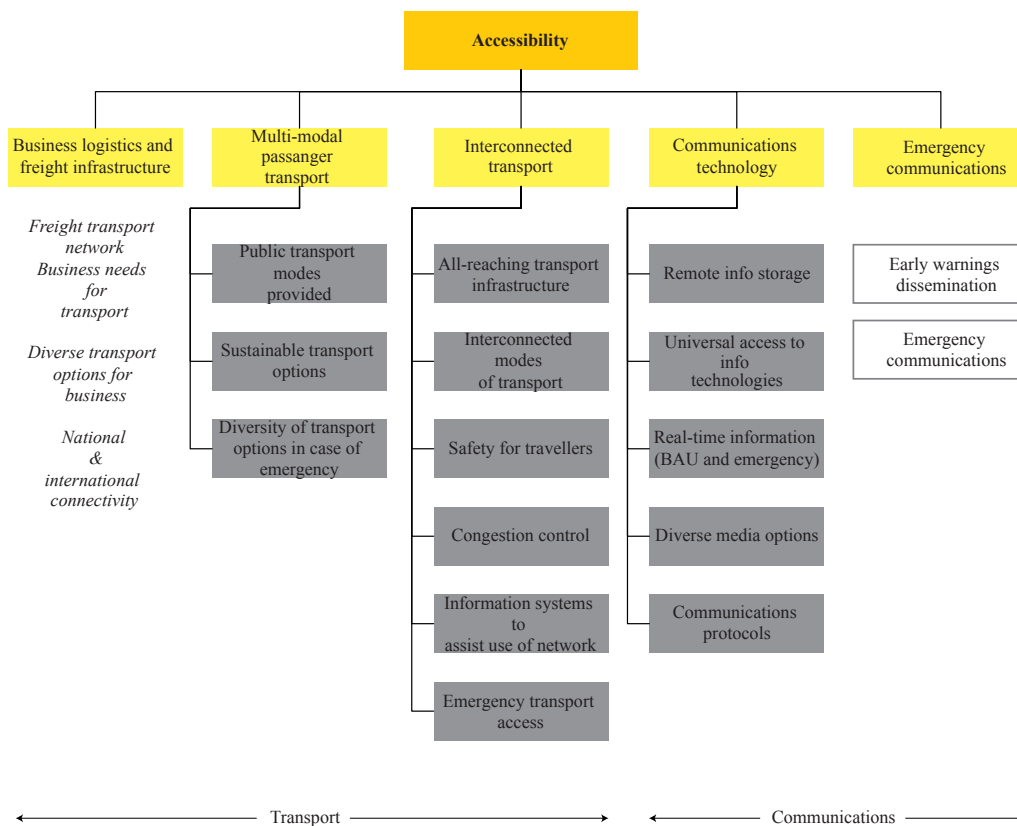 Accessibility
Business logistics and
freight infrastructure
Multi-modal
passanger
transport
Interconnected
transport
Communications
technology
Emergency
communications
Freight transport
network
Business needs
for
transport
Diverse transport
options for
business
National
&
international
connectivity
Public transport
modes
provided
Sustainable transport
options
Diversity of transport
options in case of
emergency
All-reaching transport
infrastructure
Interconnected
modes
of transport
Safety for travellers
Congestion control
Information systems
to
assist use of network
Emergency transport
access
Remote info storage
Universal access to
info
technologies
Real-time information
(BAU and emergency)
Diverse media options
Communications
protocols
Early warnings
dissemination
Emergency
communications
Transport
Communications